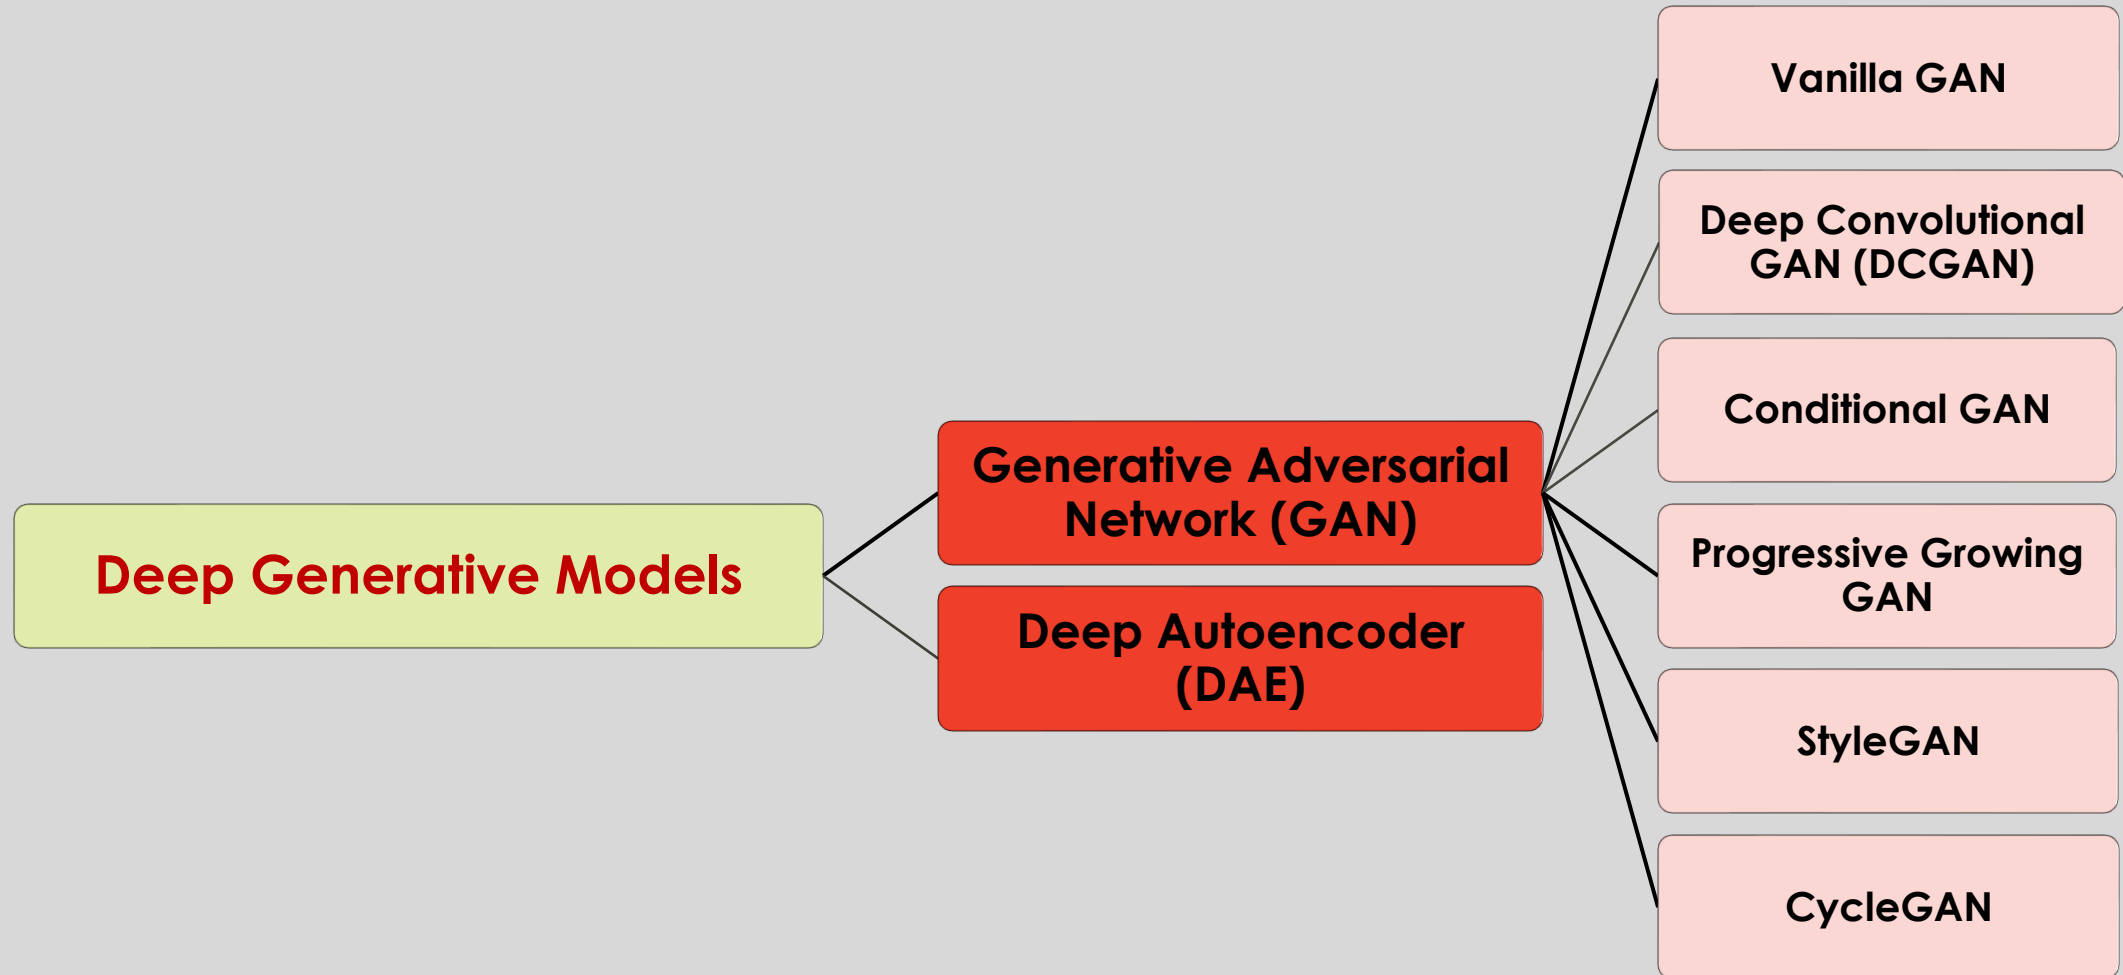 Vanilla GAN
Deep Convolutional
GAN (DCGAN)
Conditional GAN
Generative Adversarial
Network (GAN)
Deep Generative Models
Progressive Growing
GAN
Deep Autoencoder
(DAE)
StyleGAN
CycleGAN